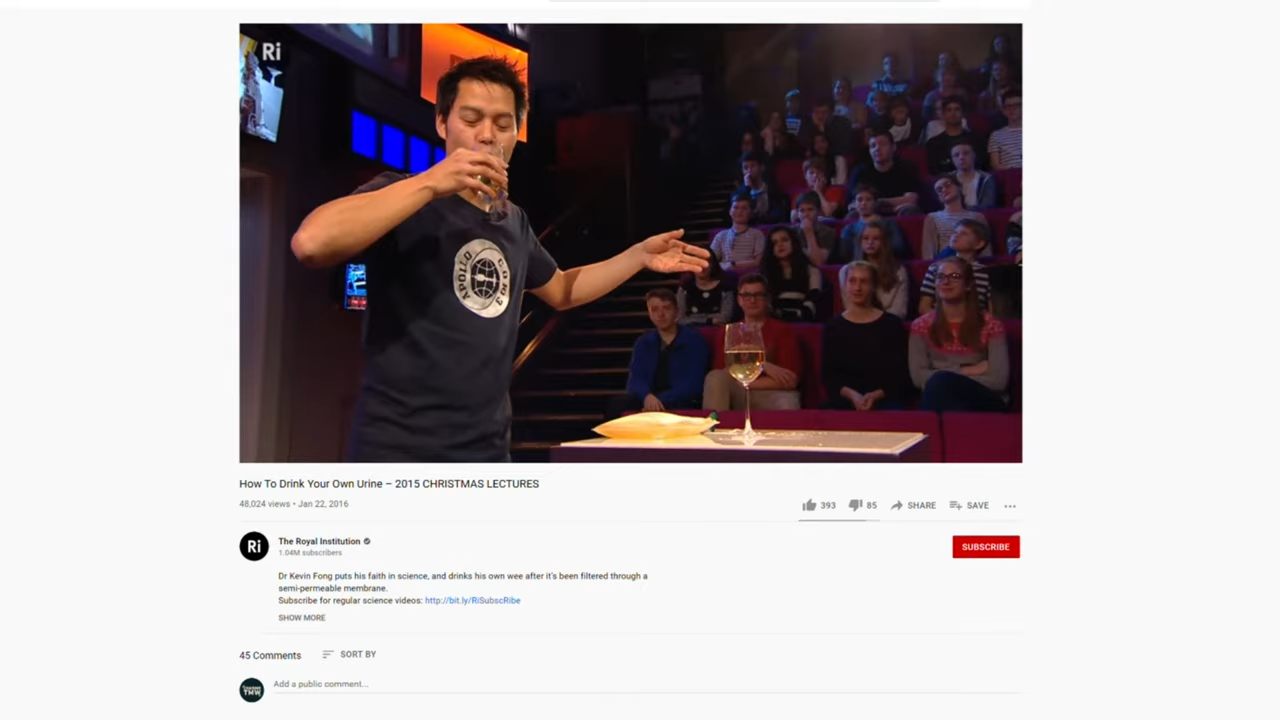 Ri
APOLLO
How To Drink Your Own Urine – 2015 CHRISTMAS LECTURES
48,024 views • Jan 22, 2016
393 85 SHARE SAVE
Ri
The Royal Institution
1.04M subscribers
SUBSCRIBE
Dr Kevin Fong puts his faith in science, and drinks his own wee after it's been filtered through a
semi-permeable membrane.
Subscribe for regular science videos: http://bit.ly/RiSubscRibe
SHOW MORE
45 Comments SORT BY
TMW
Add a public comment...